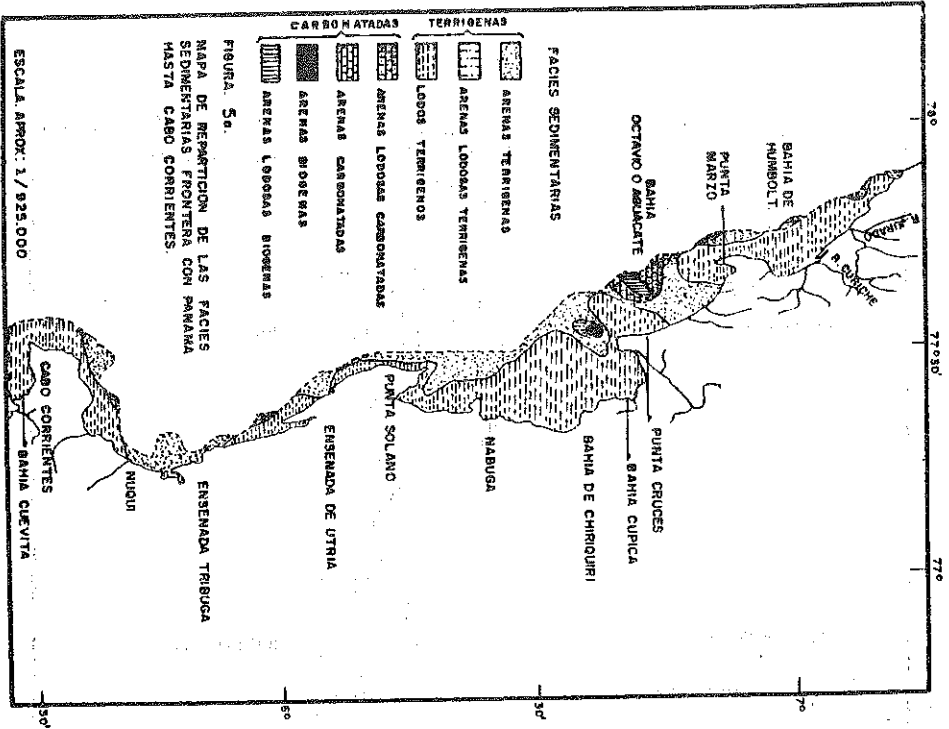 78°
77°30'
77°
7°
30'
6°
30'
BAHIA DE
HUMBOLT
PUNTA
MARZO
BAHIA
OCTAVIO O AGUACATE
R. JURADO
R. CURICHE
PUNTA CRUCES
BAHIA CUPICA
BAHIA DE CHIRIQUIRI
NABUGA
PUNTA SOLANO
ENSENADA DE UTRIA
ENSENADA TRIBUGA
NUQUI
CABO CORRIENTES
BAHIA CUEVITA
FACIES SEDIMENTARIAS
TERRIGENAS
ARENAS TERRIGENAS
ARENAS LODOSAS TERRIGENAS
LODOS TERRIGENOS
CARBONATADAS
ARENAS LODOSAS CARBONATADAS
ARENAS CARBONATADAS
ARENAS BIOGENAS
ARENAS LODOSAS BIOGENAS
FIGURA. 5a.
MAPA DE REPARTICION DE LAS FACIES
SEDIMENTARIAS FRONTERA CON PANAMA
HASTA CABO CORRIENTES.
ESCALA APROX: 1/925.000